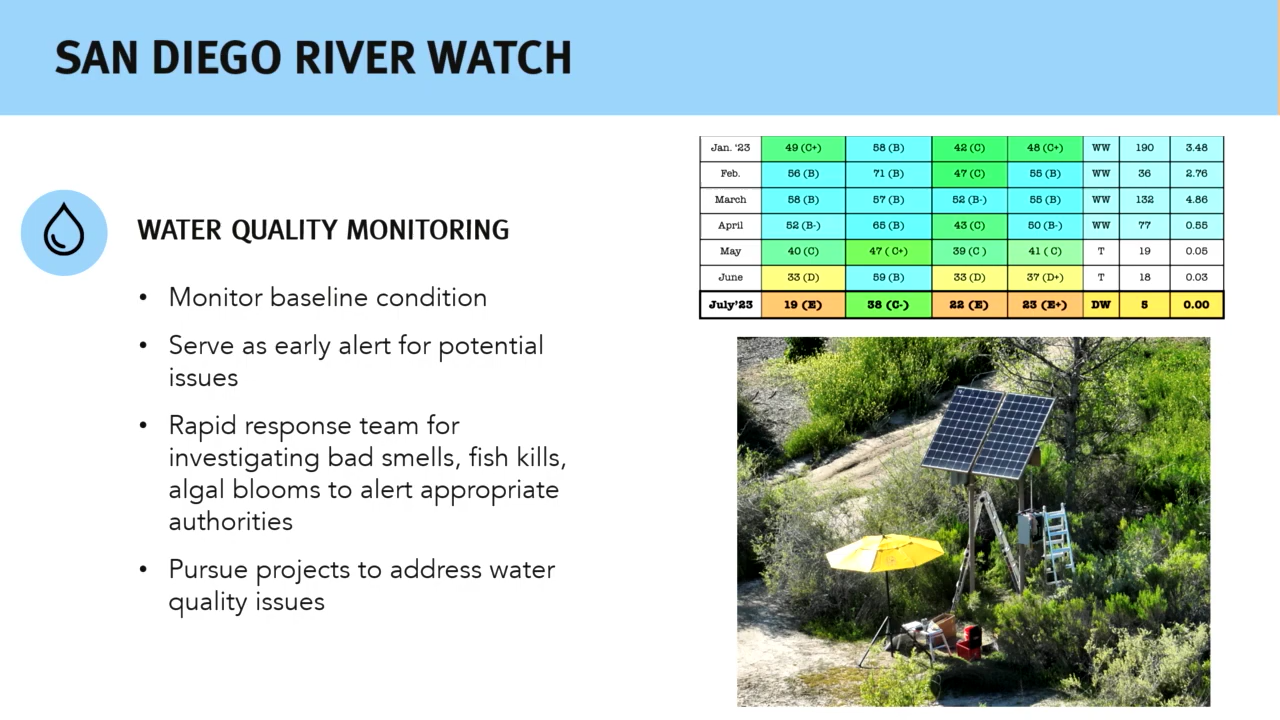 SAN DIEGO RIVER WATCH
WATER QUALITY MONITORING
• Monitor baseline condition
• Serve as early alert for potential
issues
• Rapid response team for
investigating bad smells, fish kills,
algal blooms to alert appropriate
authorities
• Pursue projects to address water
quality issues
Jan. '23 49 (C+) 58 (B) 42 (C) 48 (C+) WW 190 3.48
Feb. 56 (B) 71 (B) 47 (C) 55 (B) WW 36 2.76
March 58 (B) 57 (B) 52 (B-) 55 (B) WW 132 4.86
April 52 (B-) 65 (B) 43 (C) 50 (B-) WW 77 0.55
May 40 (C) 47 ( C+) 39 (C ) 41 ( C) T 19 0.05
June 33 (D) 59 (B) 33 (D) 37 (D+) T 18 0.03
July'23 19 (E) 38 (C-) 22 (E) 23 (E+) DW 5 0.00